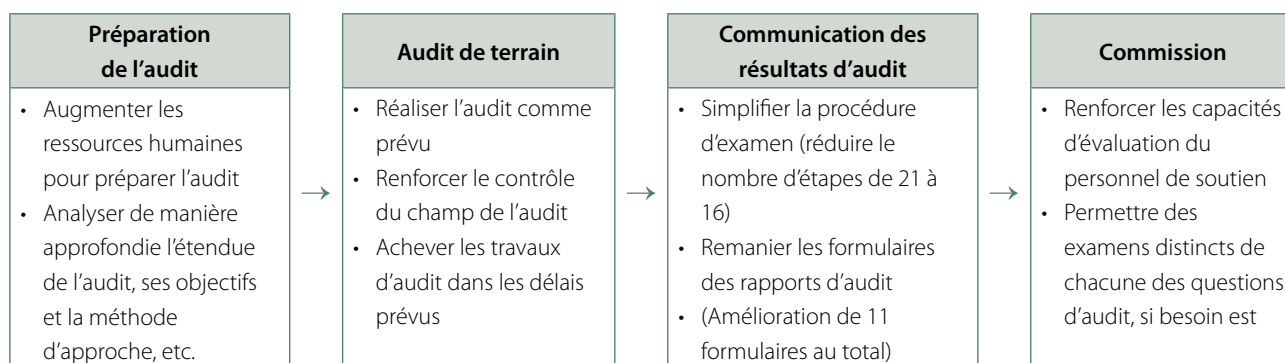 Préparation
de l’audit
• Augmenter les
ressources humaines
pour préparer l’audit
• Analyser de manière
approfondie l’étendue
de l’audit, ses objectifs
et la méthode
d’approche, etc.
→
Audit de terrain
• Réaliser l’audit comme
prévu
• Renforcer le contrôle
du champ de l’audit
• Achever les travaux
d’audit dans les délais
prévus
→
Communication des
résultats d’audit
• Simplifier la procédure
d’examen (réduire le
nombre d’étapes de 21 à
16)
• Remanier les formulaires
des rapports d’audit
• (Amélioration de 11
formulaires au total)
→
Commission
• Renforcer les capacités
d’évaluation du
personnel de soutien
• Permettre des
examens distincts de
chacune des questions
d’audit, si besoin est